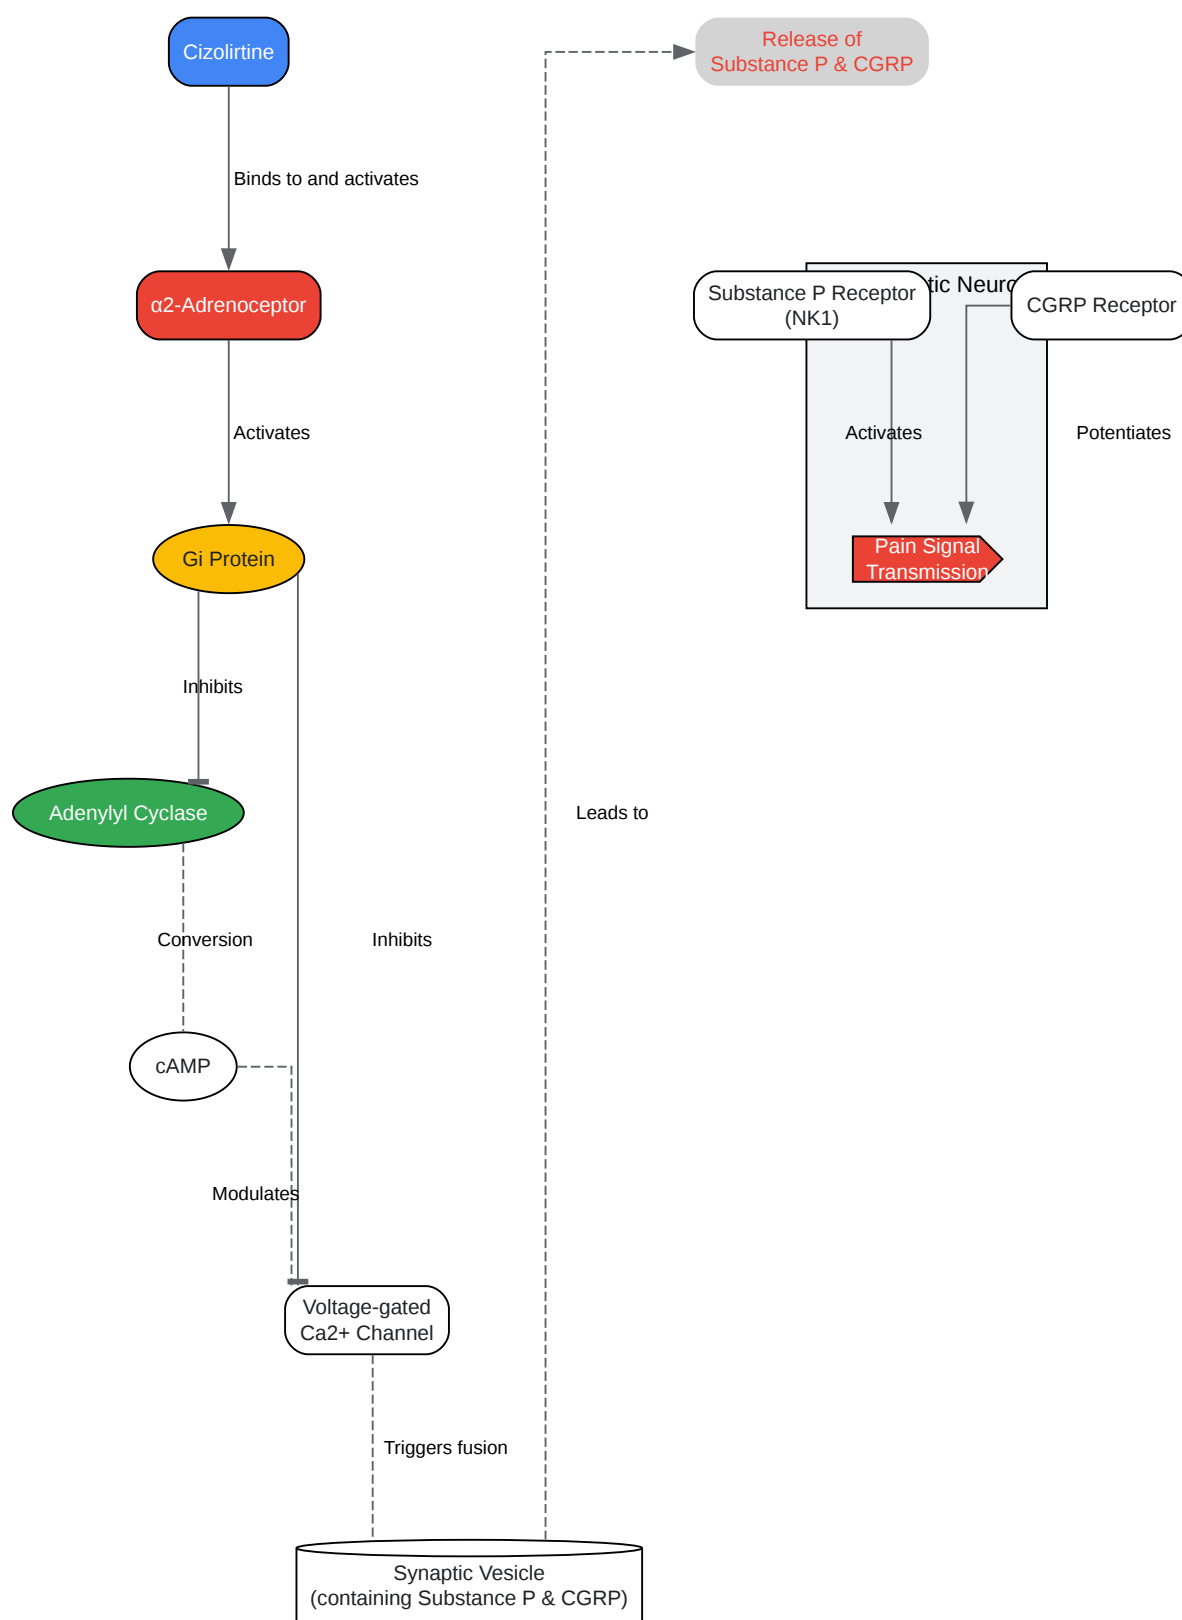 Cizolirtine
Release of
Substance P & CGRP
Binds to and activates
α2-Adrenoceptor
Substance P Receptor
(NK1)
tic Neuro
CGRP Receptor
Activates
Activates
Potentiates
Gi Protein
Pain Signal
Transmission
Inhibits
Adenylyl Cyclase
Leads to
Conversion
Inhibits
cAMP
Modulates
Voltage-gated
Ca2+ Channel
Triggers fusion
Synaptic Vesicle
(containing Substance P & CGRP)